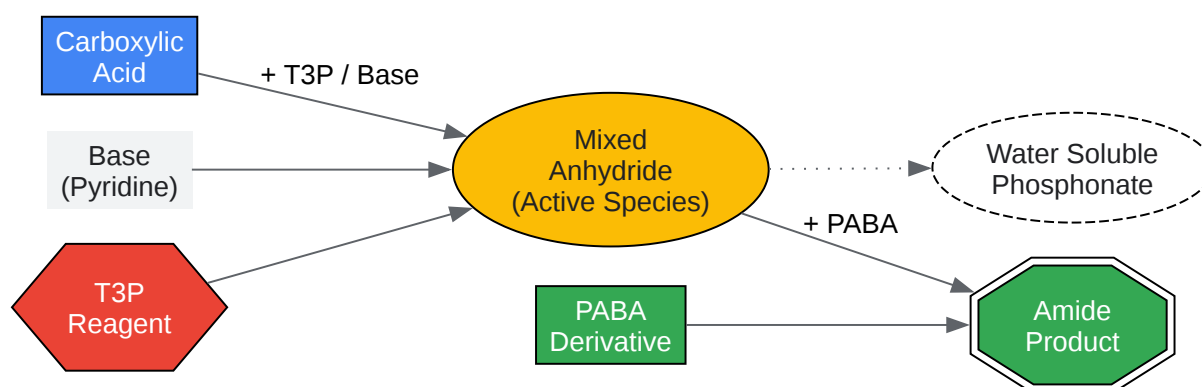 Carboxylic
Acid
+ T3P / Base
Base
(Pyridine)
Mixed
Anhydride
(Active Species)
Water Soluble
Phosphonate
+ PABA
T3P
Reagent
PABA
Derivative
Amide
Product